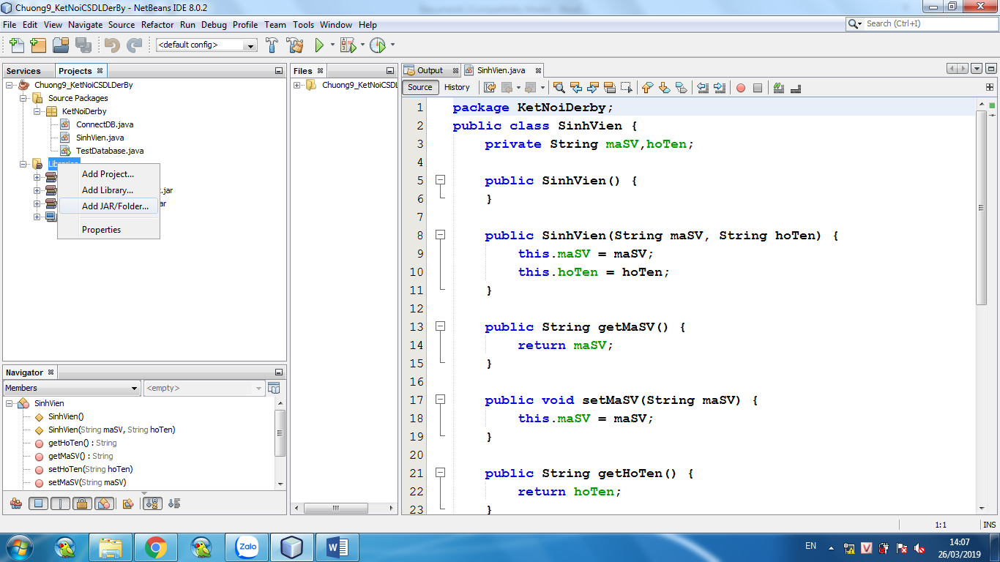 Chuong9_KetNoiCSDLDerBy - NetBeans IDE 8.0.2
File Edit View Navigate Source Refactor Run Debug Profile Team Tools Window Help
Search (Ctrl+I)
<default config>
Services Projects
Chuong9_KetNoiCSDLDerBy
Source Packages
KetNoiDerby
ConnectDB.java
SinhVien.java
TestDatabase.java
Libraries
Add Project...
Add Library...
.jar
Add JAR/Folder...
ar
Properties
Navigator
Members <empty>
SinhVien
SinhVien()
SinhVien(String maSV, String hoTen)
getHoTen() : String
getMaSV() : String
setHoTen(String hoTen)
setMaSV(String maSV)
Files
Chuong9_KetNoiCSDL
Output SinhVien.java
Source History
1 package KetNoiDerby;
2 public class SinhVien {
3 private String maSV,hoTen;
4
5 public SinhVien() {
6 }
7
8 public SinhVien(String maSV, String hoTen) {
9 this.maSV = maSV;
10 this.hoTen = hoTen;
11 }
12
13 public String getMaSV() {
14 return maSV;
15 }
16
17 public void setMaSV(String maSV) {
18 this.maSV = maSV;
19 }
20
21 public String getHoTen() {
22 return hoTen;
23 }
1:1 INS
Zalo
EN
14:07
26/03/2019